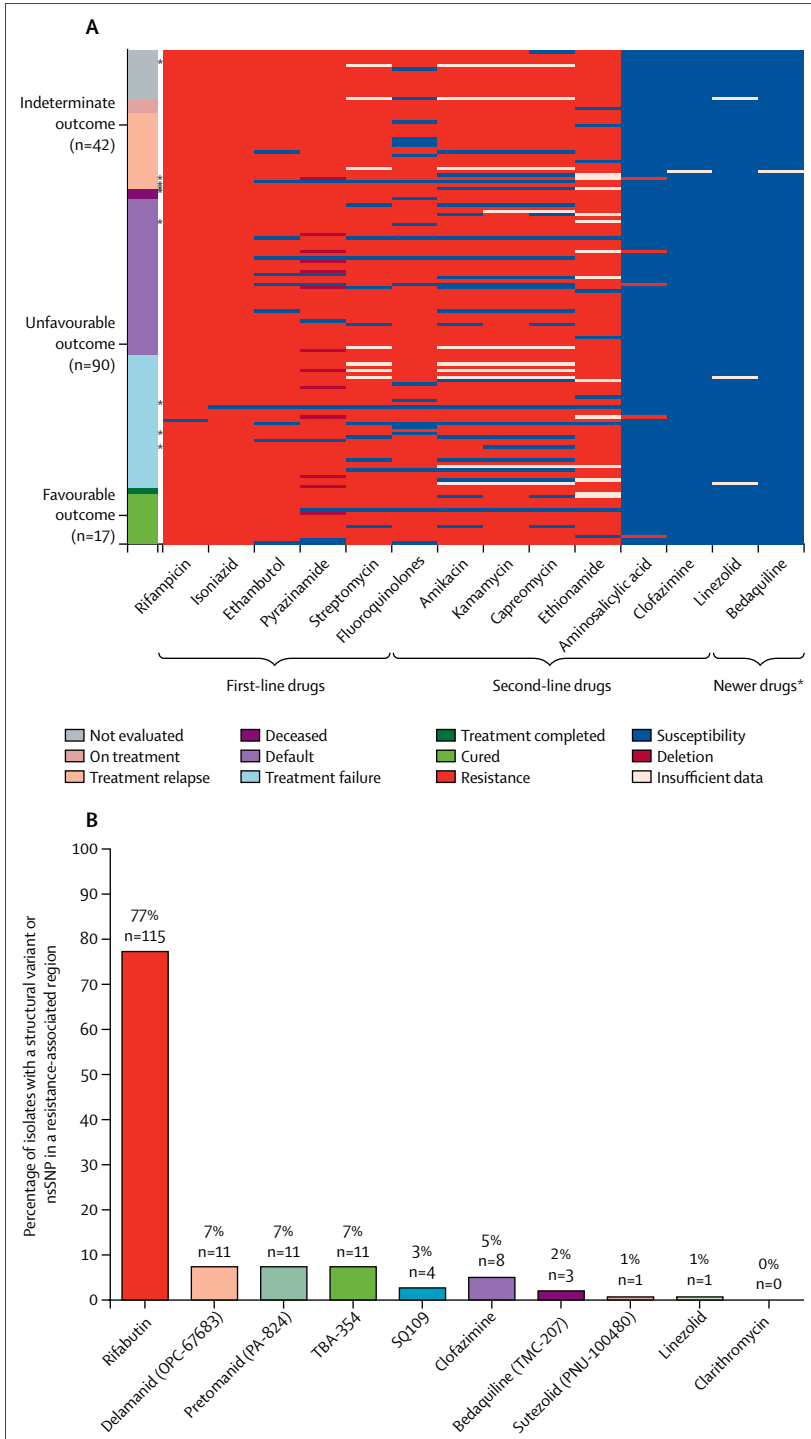 A
Indeterminate
outcome
(n=42)
Unfavourable
outcome
(n=90)
Favourable
outcome
(n=17)
*
*
*
*
*
*
*
*
*
Rifampicin
Isoniazid
Ethambutol
Pyrazinamide
Streptomycin
Fluoroquinolones
Amikacin
Kamamycin
Capreomycin
Ethionamide
Aminosalicylic acid
Clofazimine
Linezolid
Bedaquiline
First-line drugs
Second-line drugs
Newer drugs*
Not evaluated
On treatment
Treatment relapse
Deceased
Default
Treatment failure
Treatment completed
Cured
Resistance
Susceptibility
Deletion
Insufficient data
B
Percentage of isolates with a structural variant or
nsSNP in a resistance-associated region
100
90
80
70
60
50
40
30
20
10
0
77%
n=115
7%
n=11
7%
n=11
7%
n=11
3%
n=4
5%
n=8
2%
n=3
1%
n=1
1%
n=1
0%
n=0
Rifabutin
Delamanid (OPC-67683)
Pretomanid (PA-824)
TBA-354
SQ109
Clofazimine
Bedaquiline (TMC-207)
Sutezolid (PNU-100480)
Linezolid
Clarithromycin